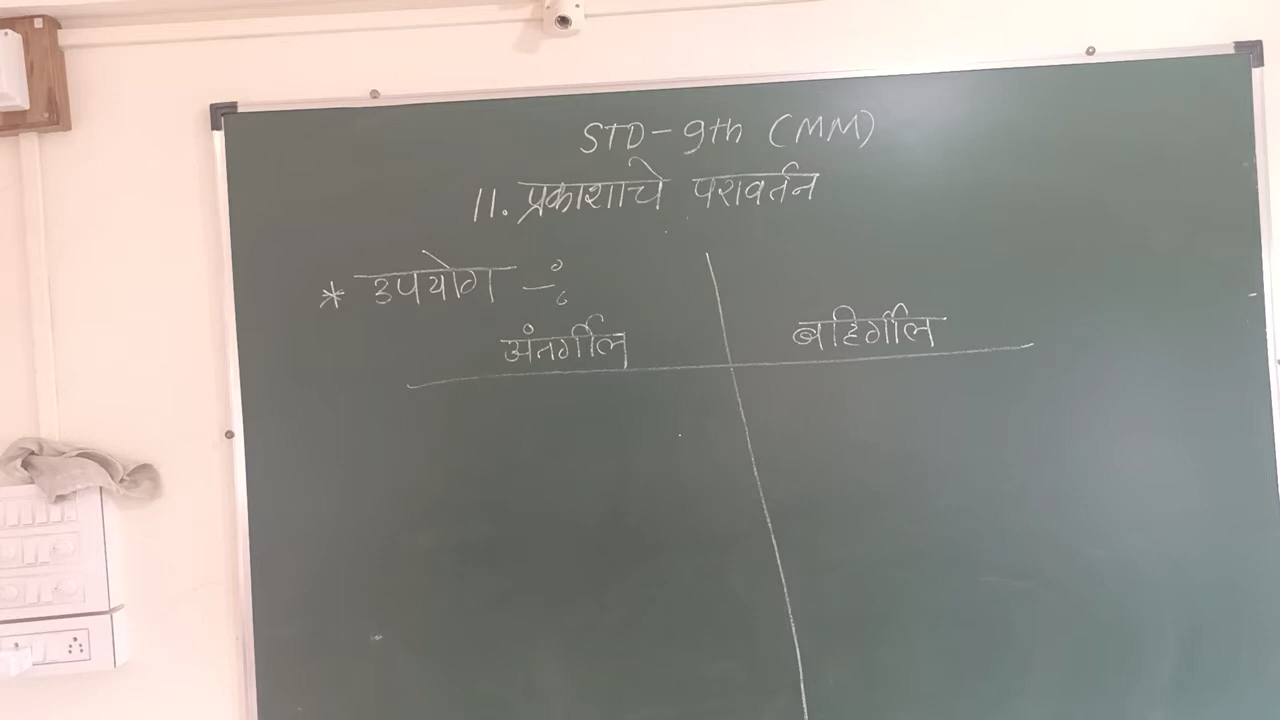 STD-9th (MM)
11. प्रकाशाचे परावर्तन
* उपयोग -:
अंतर्गोल
बहिर्गोल